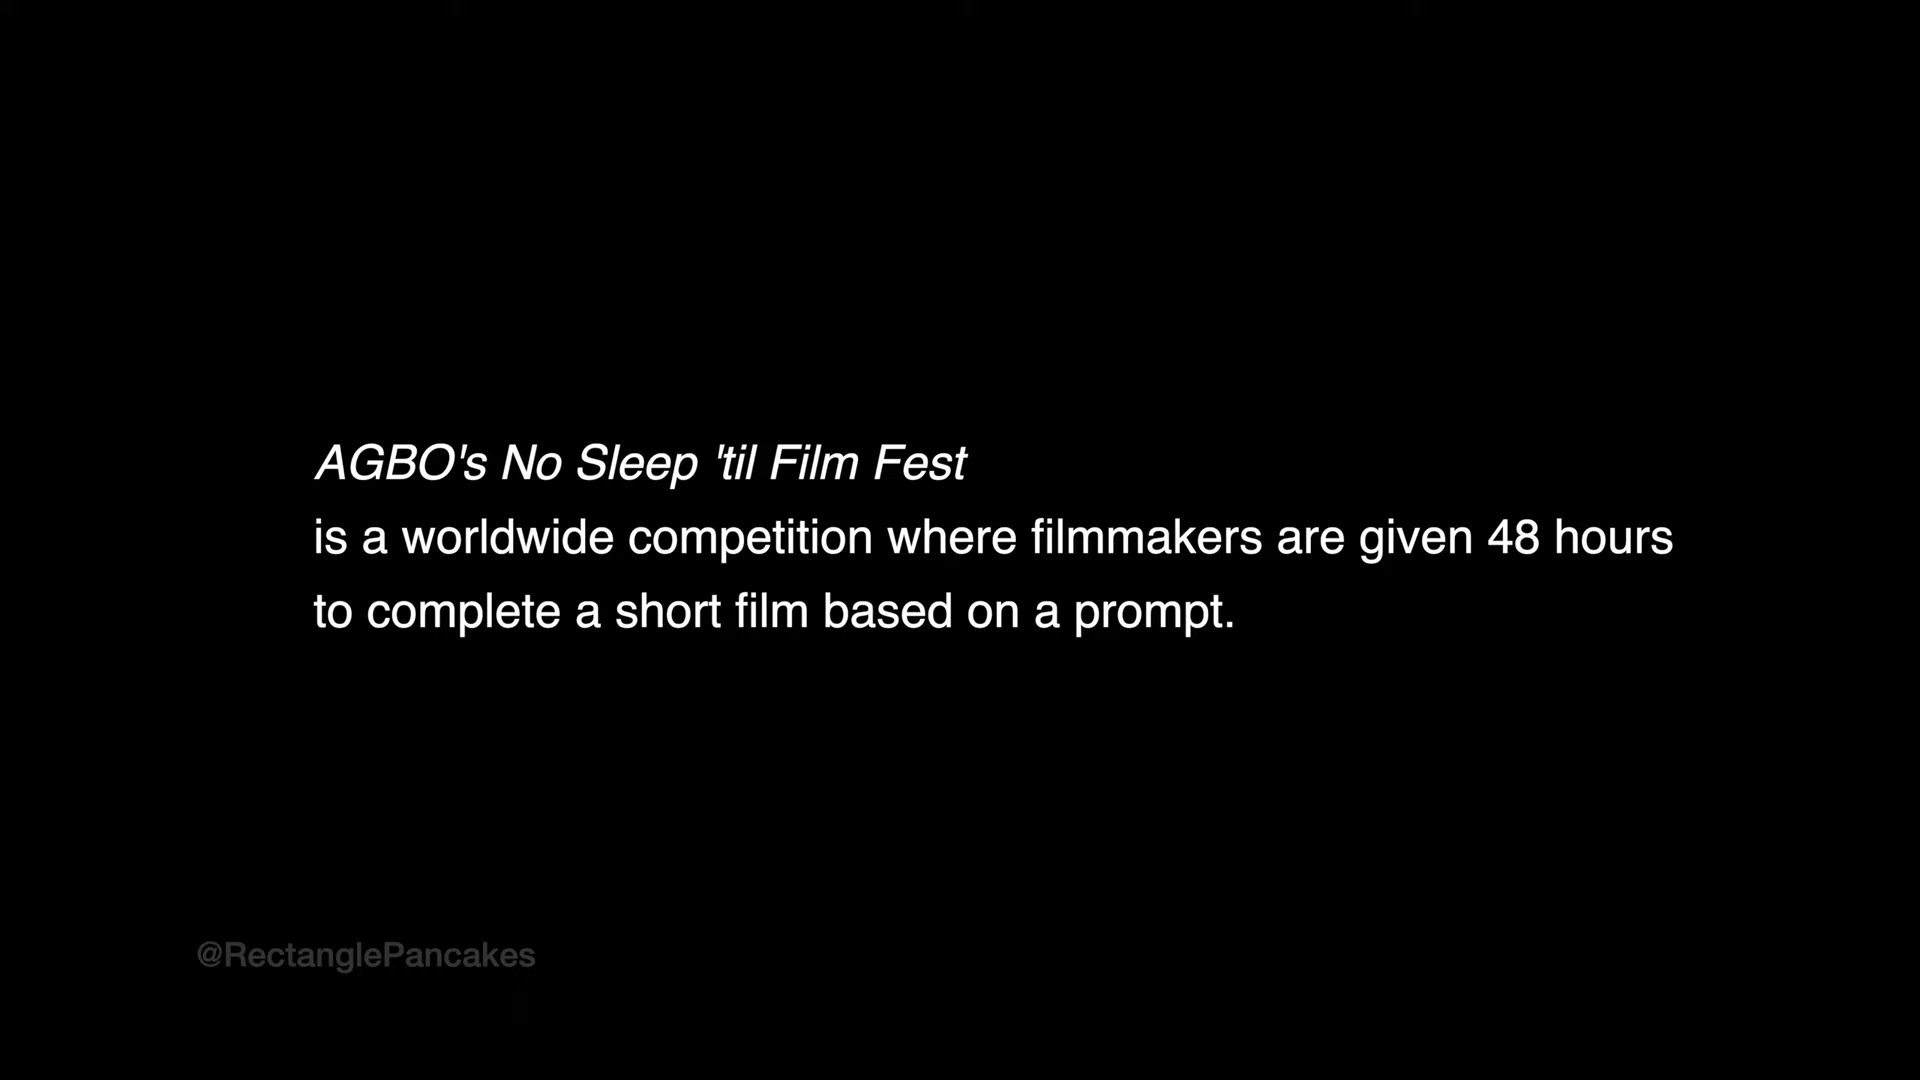 AGBO's No Sleep 'til Film Fest
is a worldwide competition where filmmakers are given 48 hours
to complete a short film based on a prompt.
@RectanglePancakes